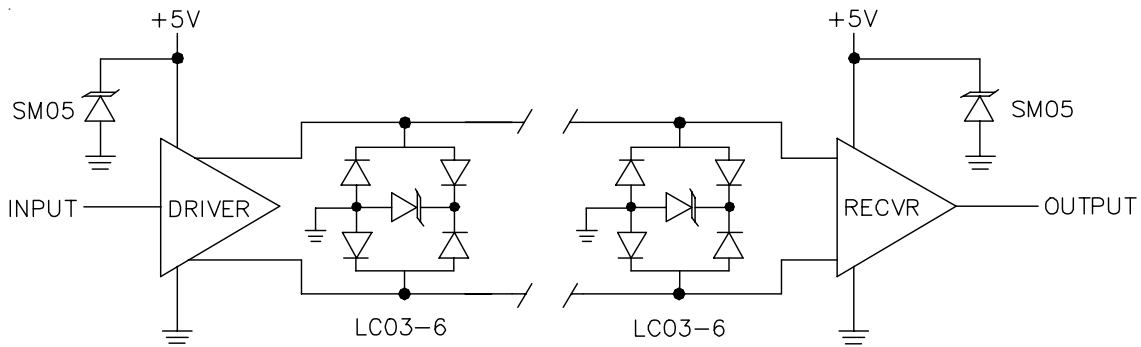 +5V
+5V
SM05
SM05
INPUT
DRIVER
RECVR
OUTPUT
LC03-6
LC03-6